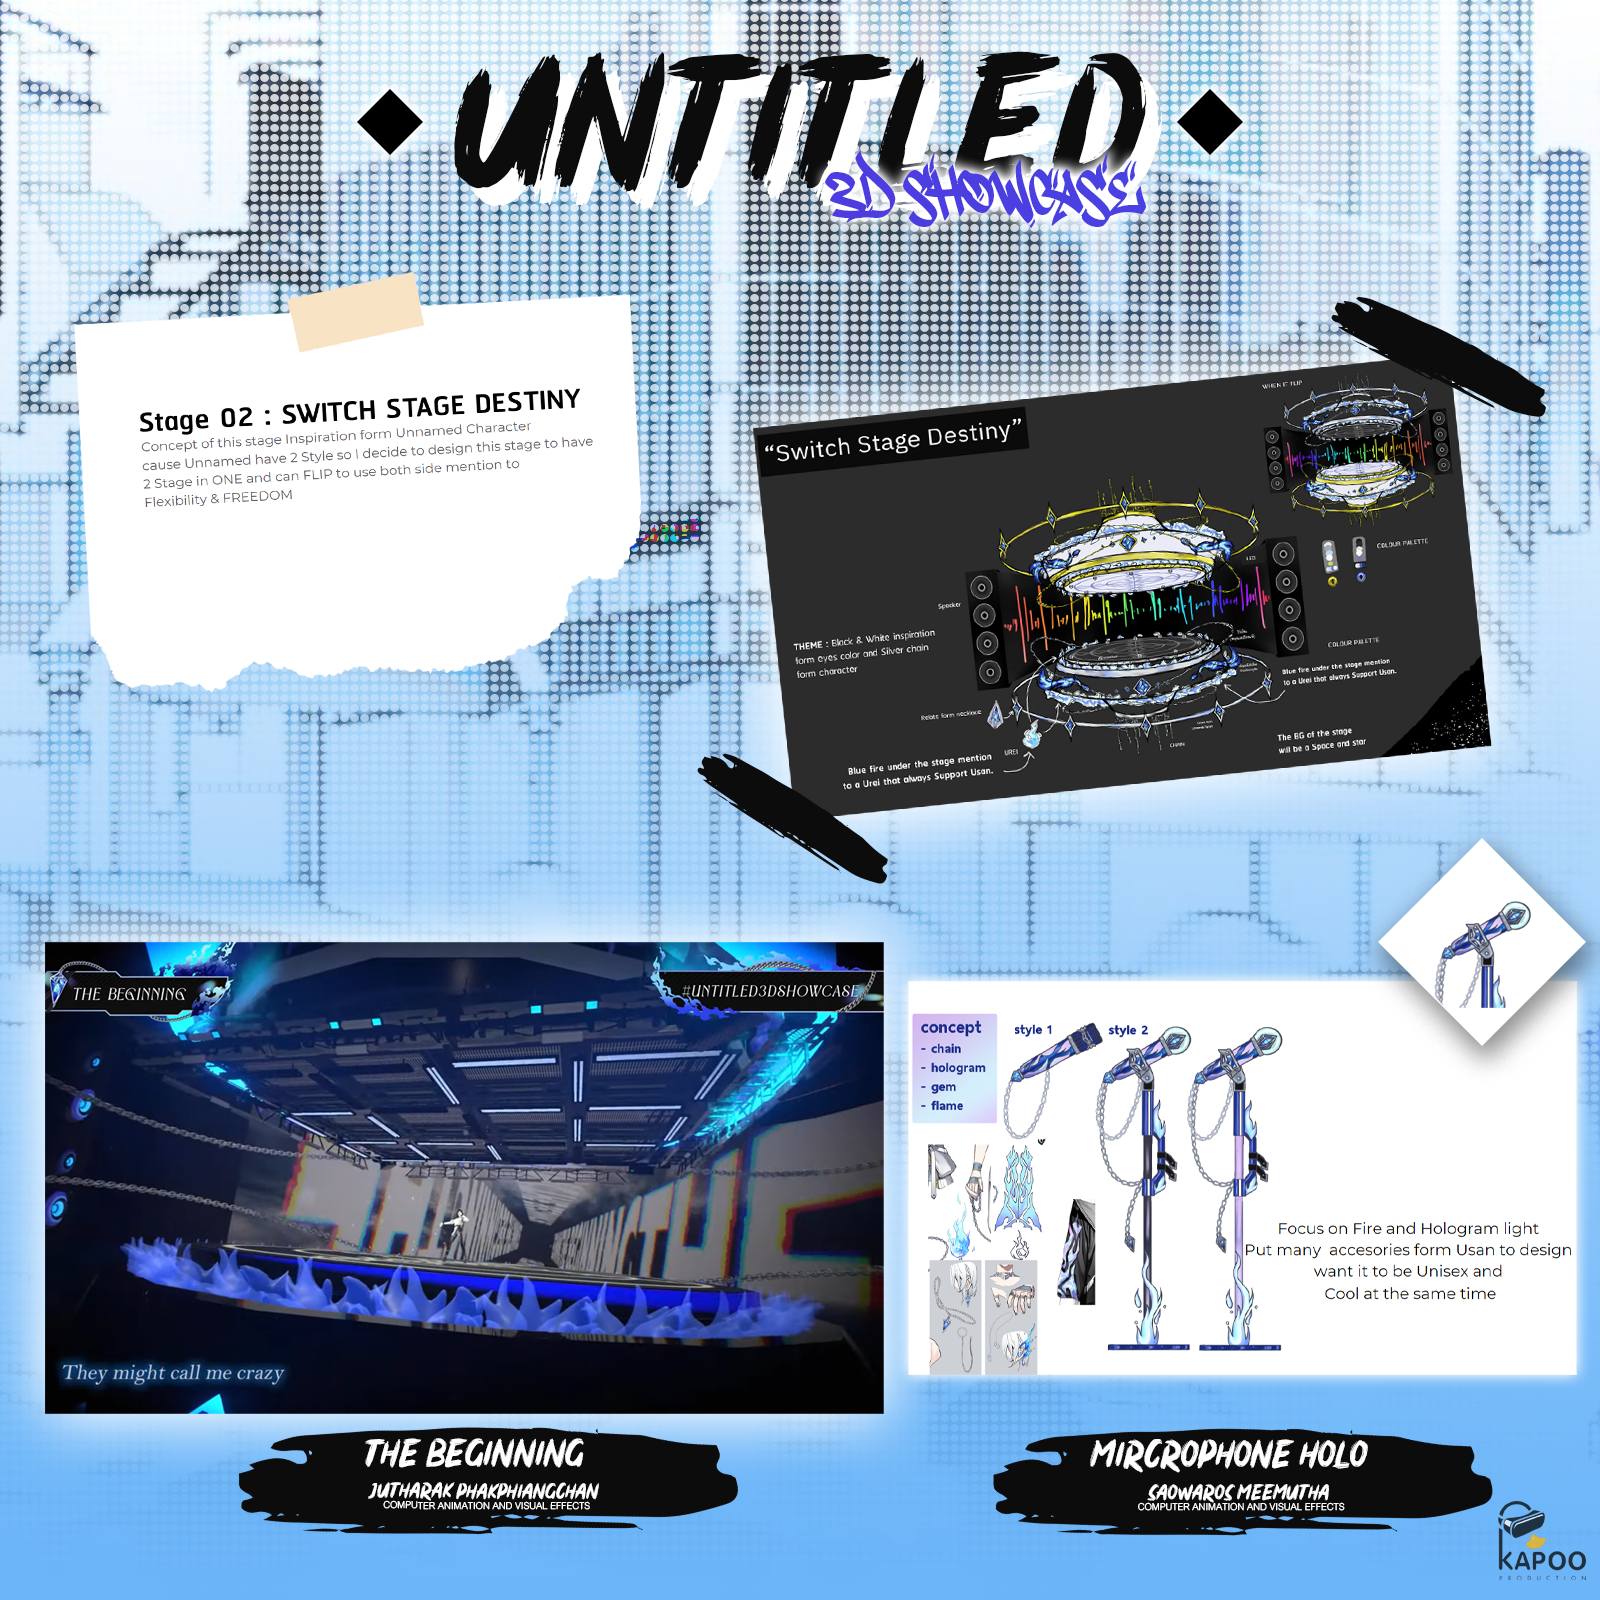 UNTITLED
3D SHOWCASE
Stage 02 : SWITCH STAGE DESTINY
Concept of this stage Inspiration form Unnamed Character
cause Unnamed have 2 Style so I decide to design this stage to have
2 Stage in ONE and can FLIP to use both side mention to
Flexibility & FREEDOM
“Switch Stage Destiny”
WHEN IT FLIP
COLOUR PALETTE
LED
Speaker
THEME : Black & White inspiration
form eyes color and Silver chain
form character
COLOUR PALETTE
Blue fire under the stage mention
to a Urei that always Support Usan.
Relate form necklace
UREI
CHAIN
Blue fire under the stage mention
to a Urei that always Support Usan.
The BG of the stage
will be a Space and star
THE BEGINNING
#UNTITLED3DSHOWCASE
They might call me crazy
concept
- chain
- hologram
- gem
- flame
style 1
style 2
Focus on Fire and Hologram light
Put many accesories form Usan to design
want it to be Unisex and
Cool at the same time
THE BEGINNING
JUTHARAK PHAKPHIANGCHAN
COMPUTER ANIMATION AND VISUAL EFFECTS
MIRCROPHONE HOLO
SAOWAROS MEEMUTHA
COMPUTER ANIMATION AND VISUAL EFFECTS
KAPOO
PRODUCTION